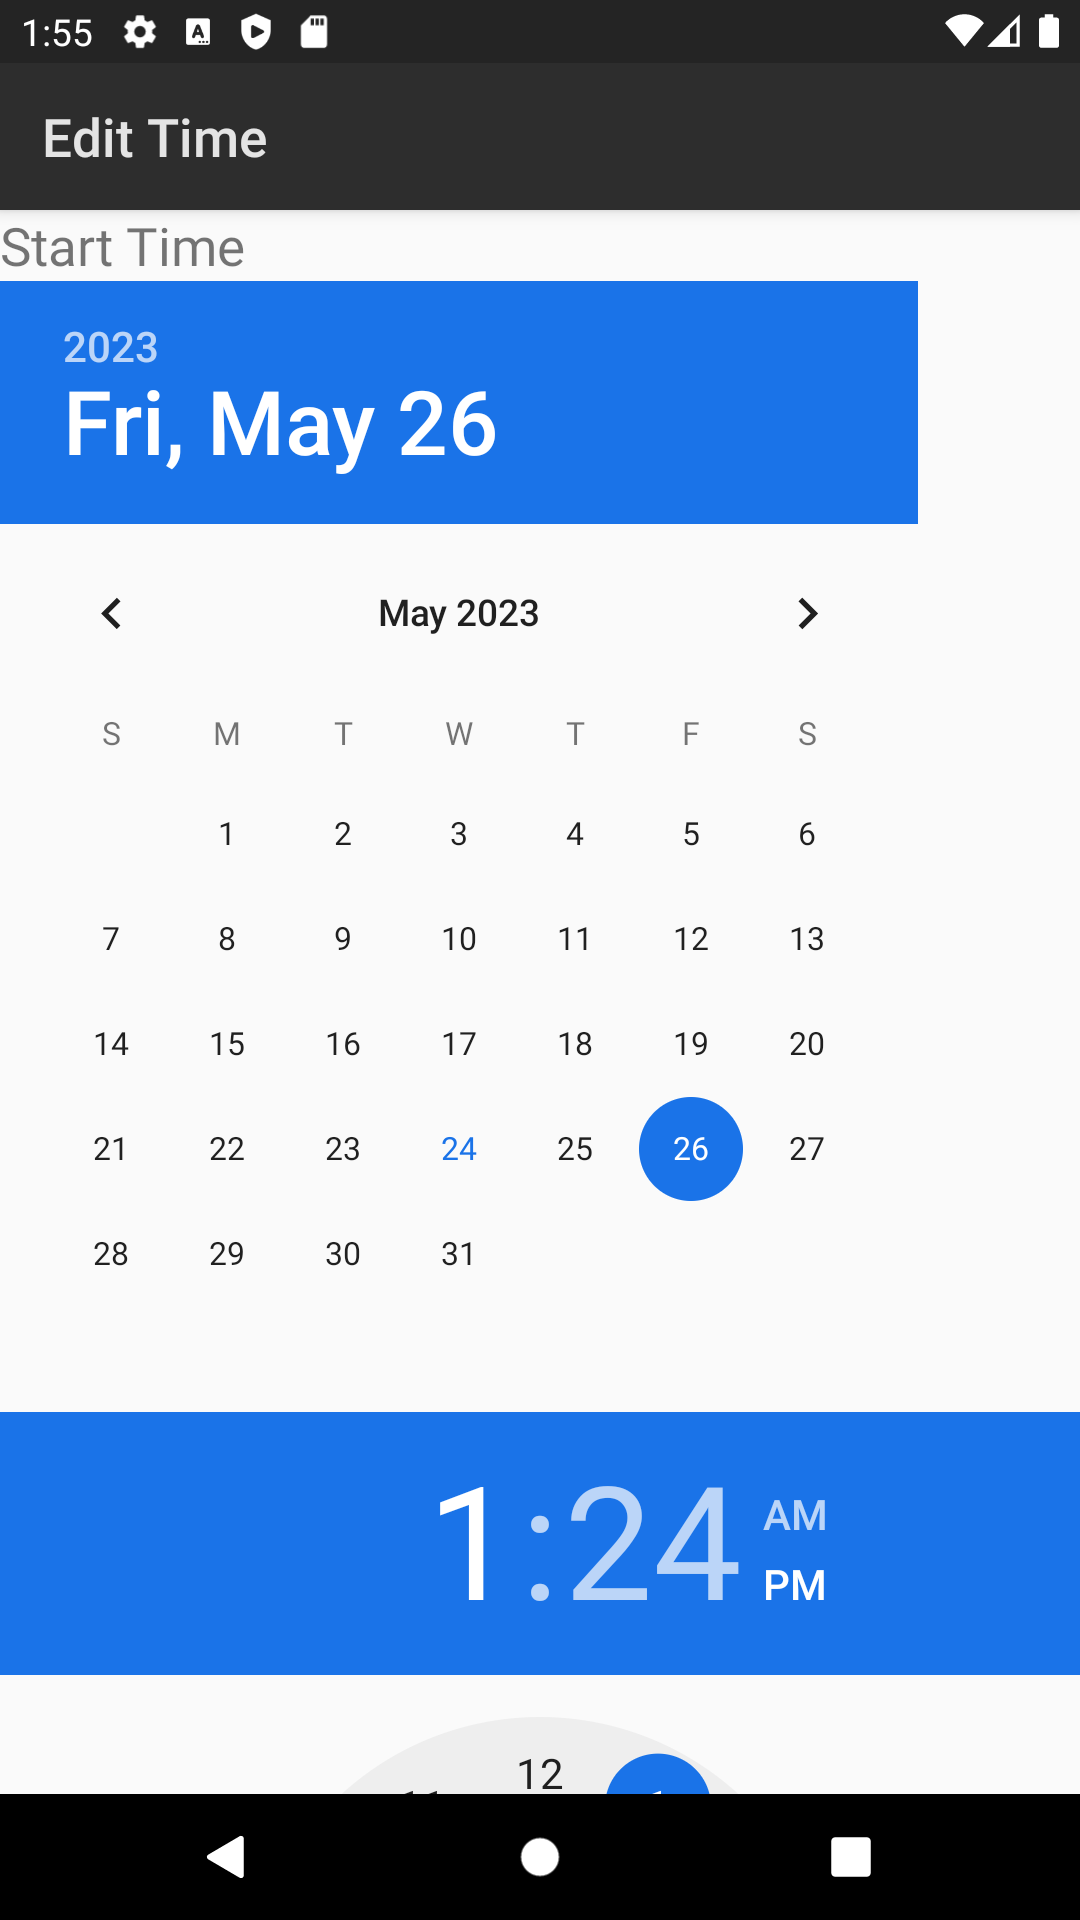 1:55
Edit Time
Start Time
2023
Fri, May 26
May 2023
S M T W T F S
1 2 3 4 5 6
7 8 9 10 11 12 13
14 15 16 17 18 19 20
21 22 23 24 25 26 27
28 29 30 31
1:24 AM
PM
12